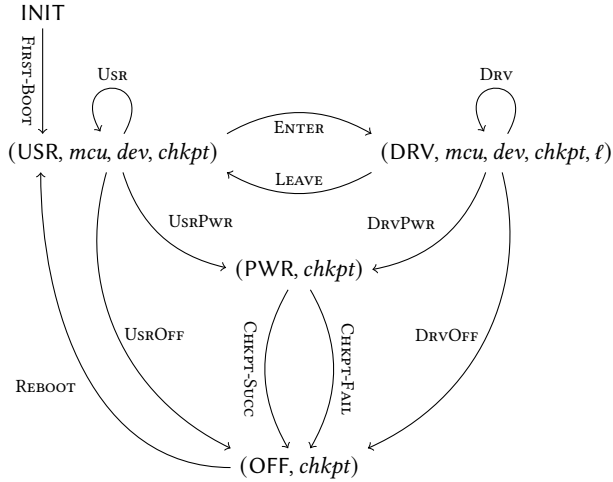 INIT
First-Boot
Usr
Drv
Enter
(USR, mcu, dev, chkpt)
(DRV, mcu, dev, chkpt, ℓ)
Leave
UsrPwr
DrvPwr
(PWR, chkpt)
UsrOff
Chkpt-Succ
Chkpt-Fail
DrvOff
Reboot
(OFF, chkpt)